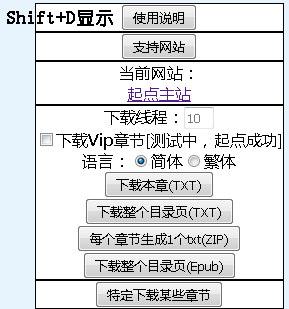 Shift+D显示 使用说明
支持网站
当前网站：
起点主站
下载线程：10
下载Vip章节[测试中，起点成功]
语言： 简体 繁体
下载本章(TXT)
下载整个目录页(TXT)
每个章节生成1个txt(ZIP)
下载整个目录页(Epub)
特定下载某些章节